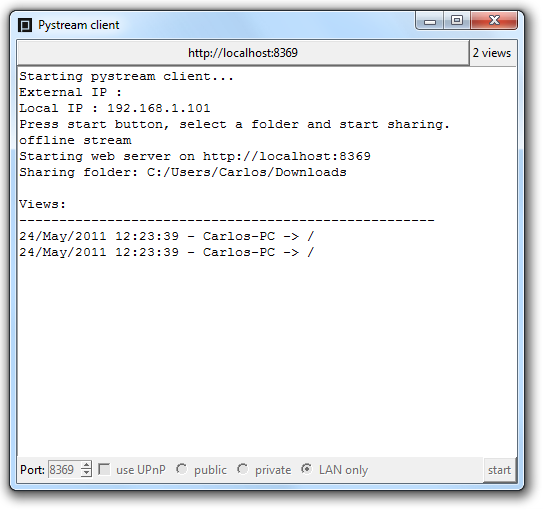 Pystream client
http://localhost:8369 2 views
Starting pystream client...
External IP :
Local IP : 192.168.1.101
Press start button, select a folder and start sharing.
offline stream
Starting web server on http://localhost:8369
Sharing folder: C:/Users/Carlos/Downloads
Views:
----------------------------------------------------
24/May/2011 12:23:39 - Carlos-PC -> /
24/May/2011 12:23:39 - Carlos-PC -> /
Port: 8369 use UPnP public private LAN only start